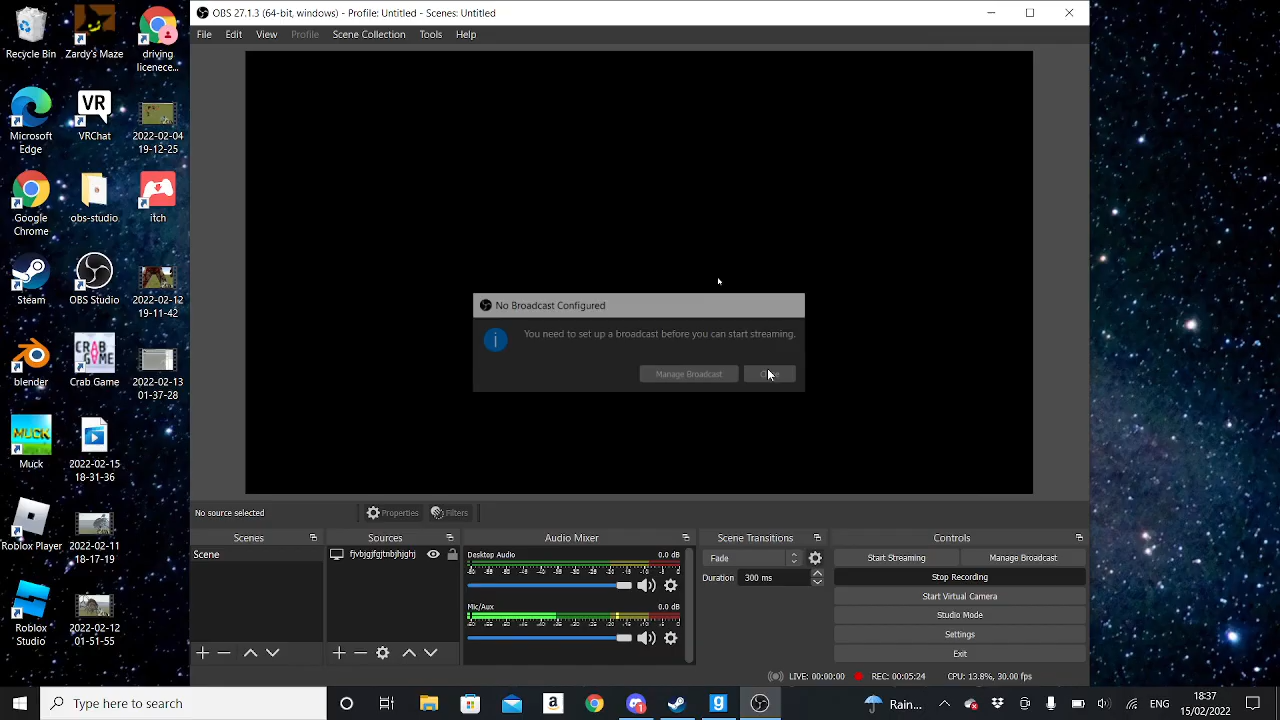 OBS 27.1.3 (64-bit, windows) - Profile: Untitled - Scenes: Untitled
File Edit View Profile Scene Collection Tools Help
Recycle Bin
Zardy's Maze
driving
licenece...
Microsoft
Edge
VRChat
2022-02-04
19-12-25
Google
Chrome
obs-studio
itch
Steam
OBS Studio
2022-02-12
19-11-42
blender
CRAB
GAME
Crab Game
2022-02-13
01-37-28
MUCK
Muck
2022-02-15
18-31-36
Roblox Player
2022-02-11
18-17-19
Roblox
Studio
2022-02-12
01-51-55
No Broadcast Configured
You need to set up a broadcast before you can start streaming.
Manage Broadcast
No source selected
Properties
Filters
Scenes
Sources
Audio Mixer
Scene Transitions
Controls
Scene
Desktop Audio 0.0 dB
Mic/Aux 0.0 dB
Fade
Duration 300 ms
Start Streaming
Manage Broadcast
Stop Recording
Start Virtual Camera
Studio Mode
Settings
Exit
LIVE: 00:00:00 REC: 00:05:24 CPU: 13.8%, 30.00 fps
Type here to search
Rain...
ENG
18:37
15/02/2022